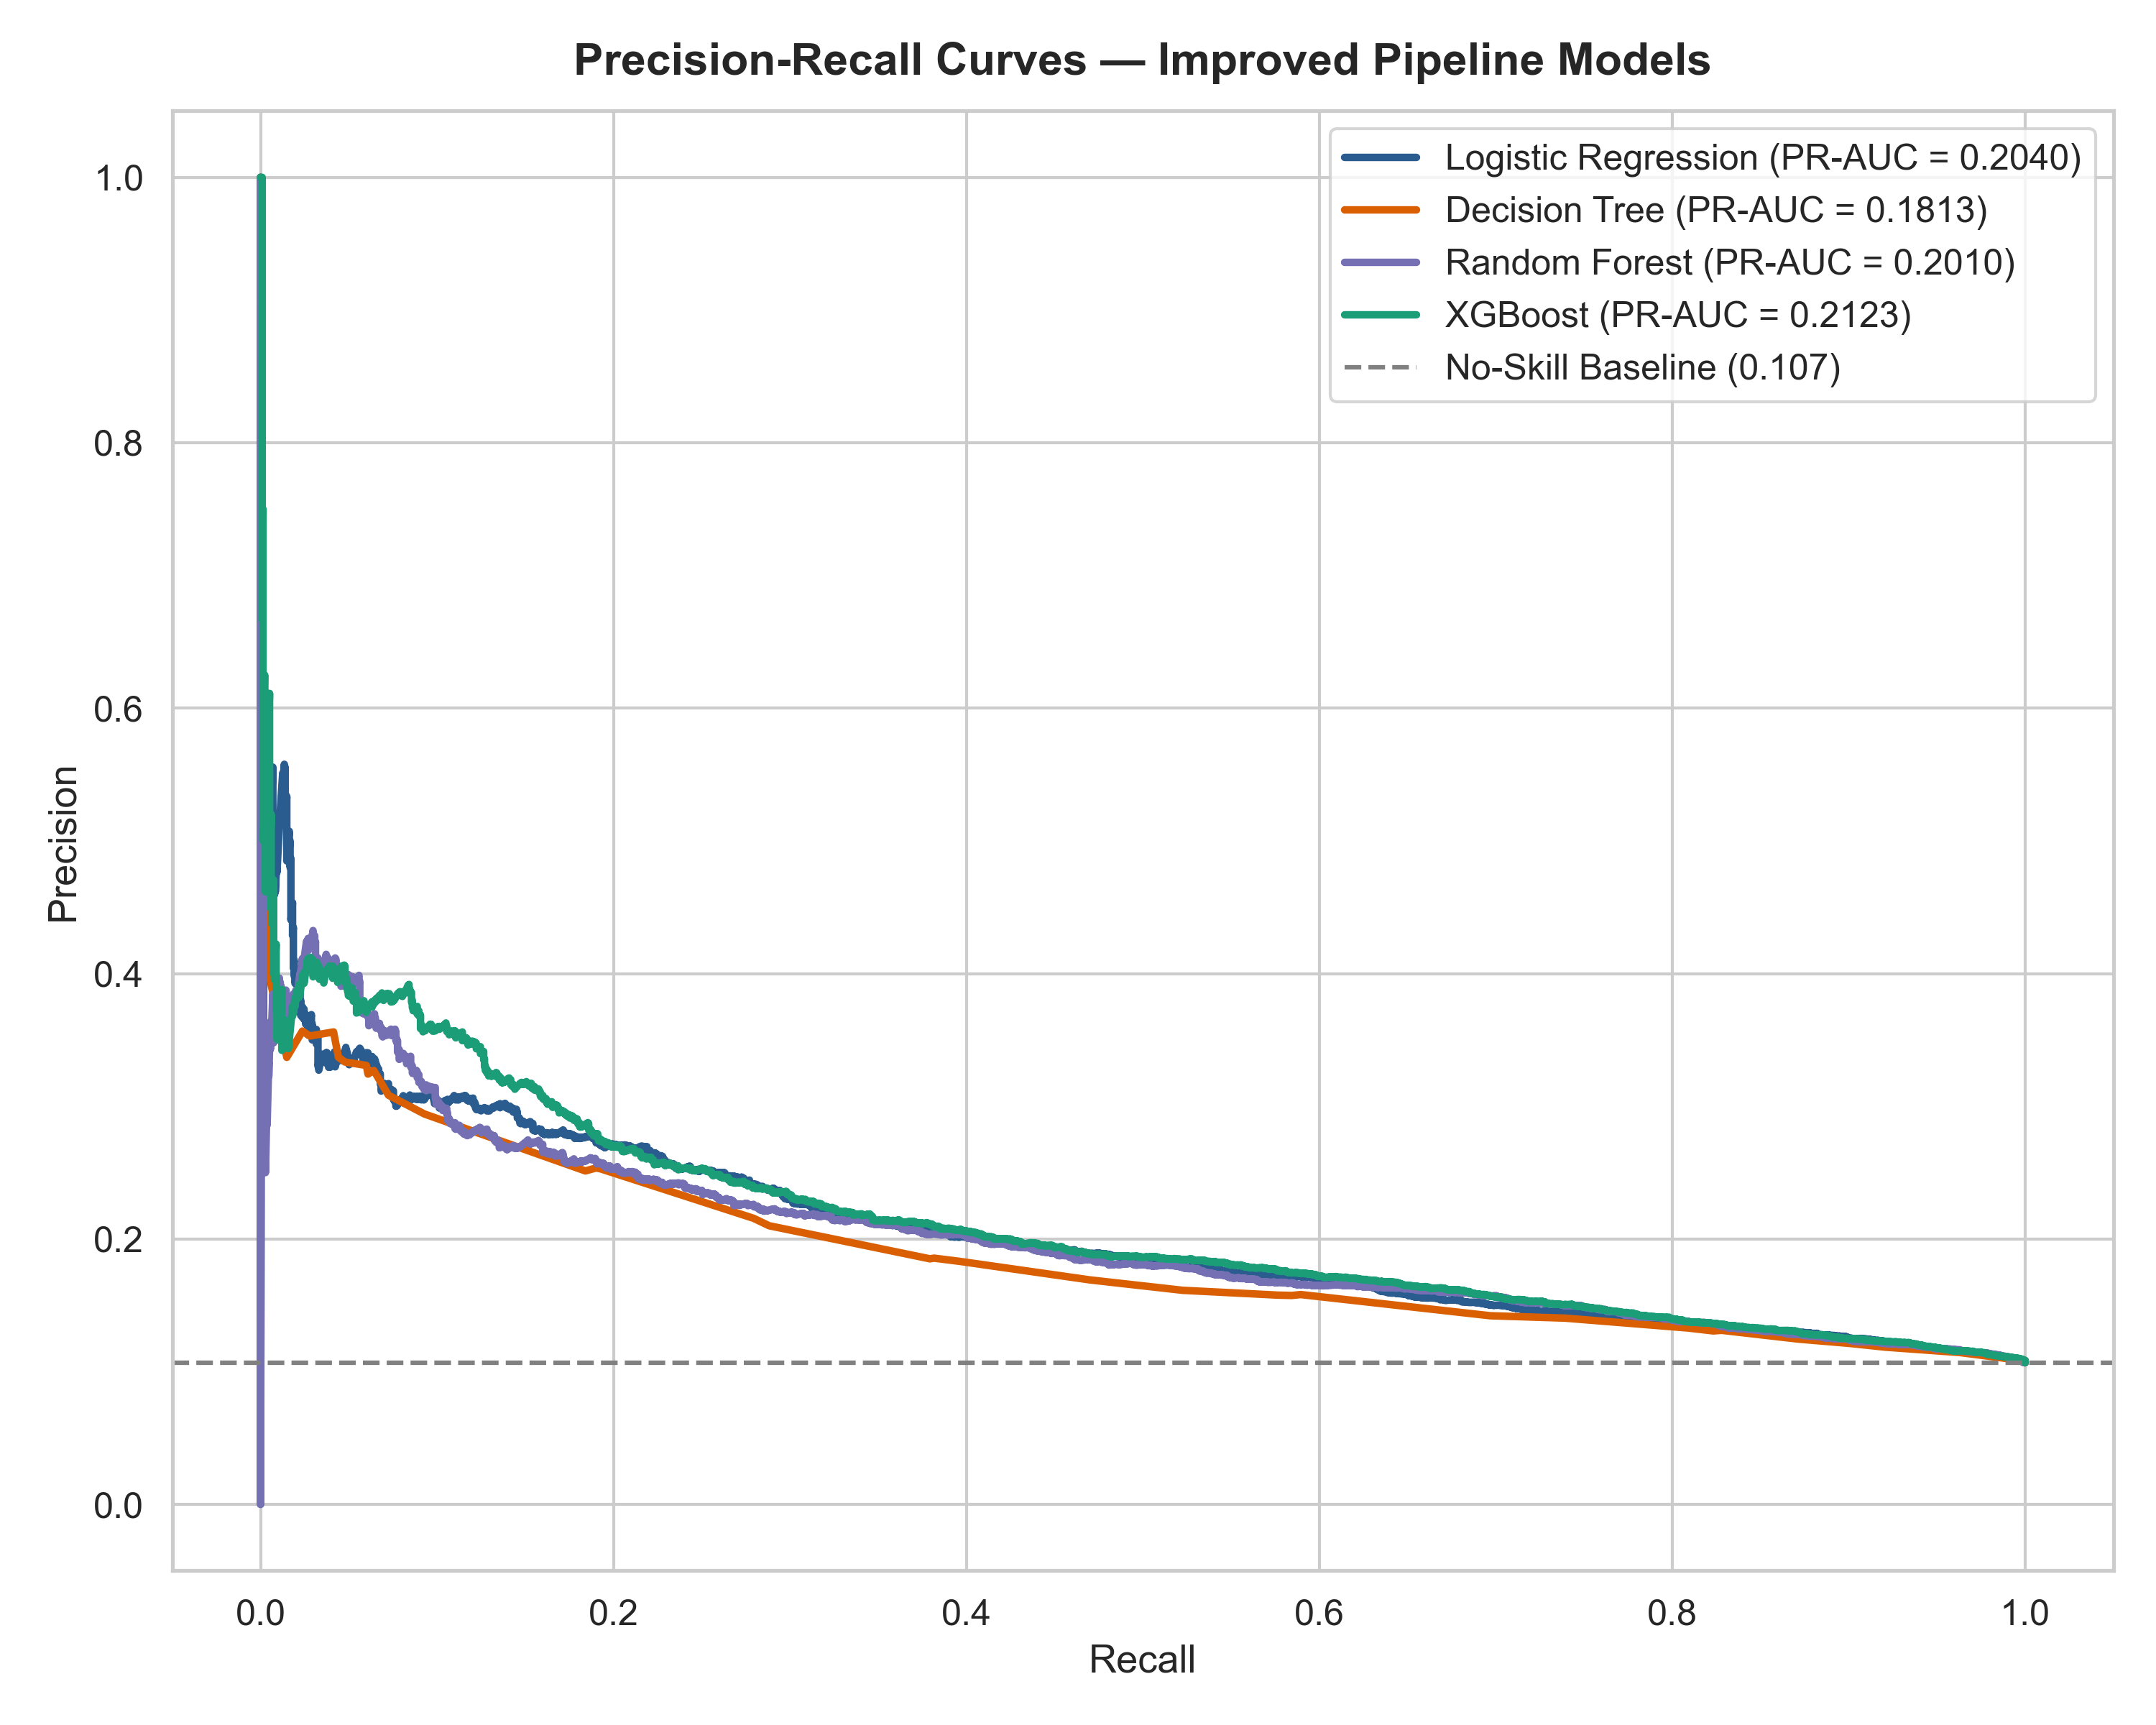 Precision-Recall Curves — Improved Pipeline Models
Logistic Regression (PR-AUC = 0.2040)
Decision Tree (PR-AUC = 0.1813)
Random Forest (PR-AUC = 0.2010)
XGBoost (PR-AUC = 0.2123)
No-Skill Baseline (0.107)
Precision
1.0
0.8
0.6
0.4
0.2
0.0
0.0 0.2 0.4 0.6 0.8 1.0
Recall